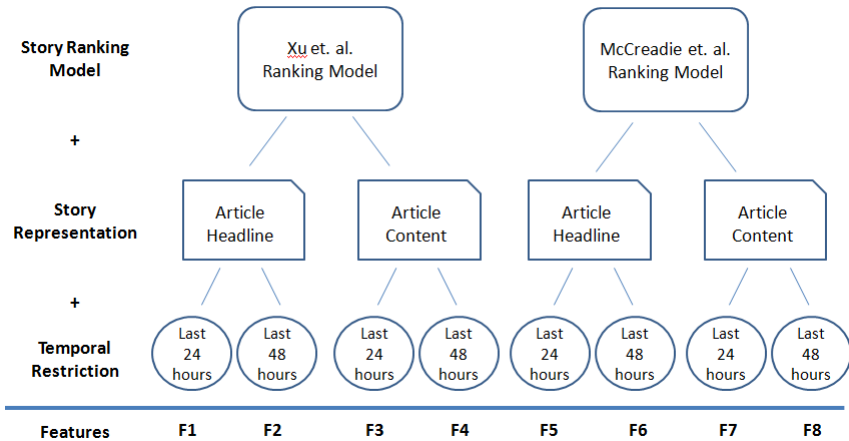 Story Ranking
Model
Xu et. al.
Ranking Model
McCreadie et. al.
Ranking Model
+
Story
Representation
Article
Headline
Article
Content
Article
Headline
Article
Content
+
Temporal
Restriction
Last
24
hours
Last
48
hours
Last
24
hours
Last
48
hours
Last
24
hours
Last
48
hours
Last
24
hours
Last
48
hours
Features F1 F2 F3 F4 F5 F6 F7 F8